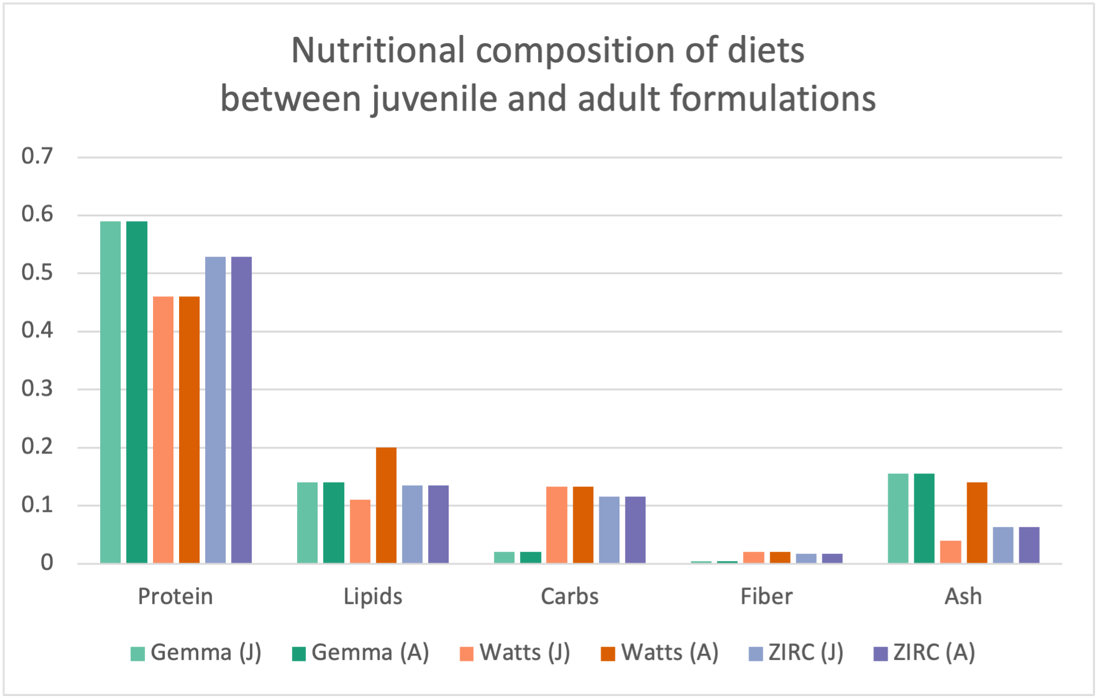 Nutritional composition of diets
between juvenile and adult formulations
0.7
0.6
0.5
0.4
0.3
0.2
0.1
0
Protein Lipids Carbs Fiber Ash
Gemma (J) Gemma (A) Watts (J) Watts (A) ZIRC (J) ZIRC (A)